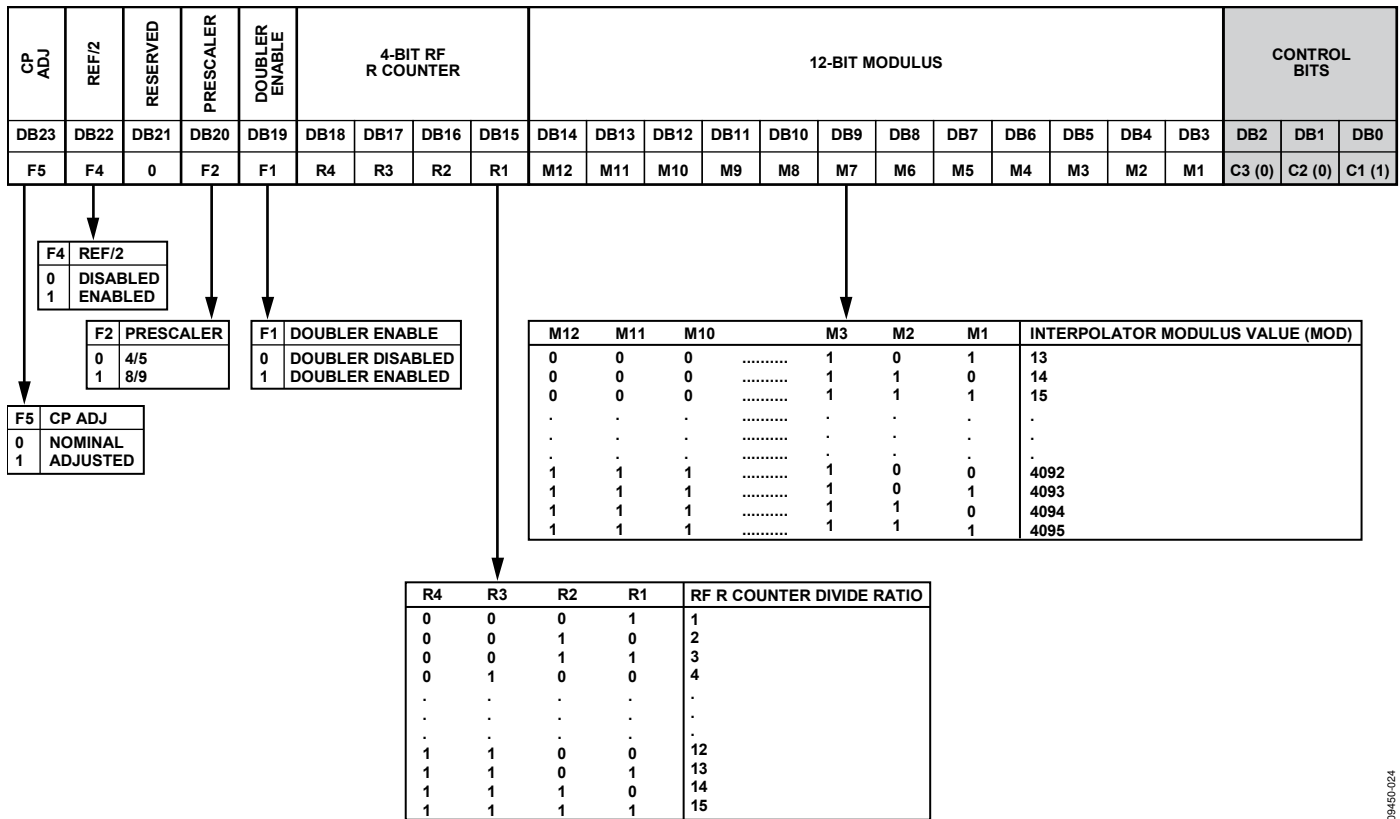 CP ADJ
REF/2
RESERVED
PRESCALER
DOUBLER ENABLE
4-BIT RF
R COUNTER
12-BIT MODULUS
CONTROL
BITS
DB23 DB22 DB21 DB20 DB19 DB18 DB17 DB16 DB15 DB14 DB13 DB12 DB11 DB10 DB9 DB8 DB7 DB6 DB5 DB4 DB3 DB2 DB1 DB0
F5 F4 0 F2 F1 R4 R3 R2 R1 M12 M11 M10 M9 M8 M7 M6 M5 M4 M3 M2 M1 C3 (0) C2 (0) C1 (1)
F4 REF/2
0 DISABLED
1 ENABLED
F2 PRESCALER
0 4/5
1 8/9
F1 DOUBLER ENABLE
0 DOUBLER DISABLED
1 DOUBLER ENABLED
F5 CP ADJ
0 NOMINAL
1 ADJUSTED
M12 M11 M10 M3 M2 M1 INTERPOLATOR MODULUS VALUE (MOD)
0 0 0 .......... 1 0 1 13
0 0 0 .......... 1 1 0 14
0 0 0 .......... 1 1 1 15
. . . .......... . . . .
. . . .......... . . . .
. . . .......... . . . .
1 1 1 .......... 1 0 0 4092
1 1 1 .......... 1 0 1 4093
1 1 1 .......... 1 1 0 4094
1 1 1 .......... 1 1 1 4095
R4 R3 R2 R1 RF R COUNTER DIVIDE RATIO
0 0 0 1 1
0 0 1 0 2
0 0 1 1 3
0 1 0 0 4
. . . . .
. . . . .
. . . . .
1 1 0 0 12
1 1 0 1 13
1 1 1 0 14
1 1 1 1 15
09450-024